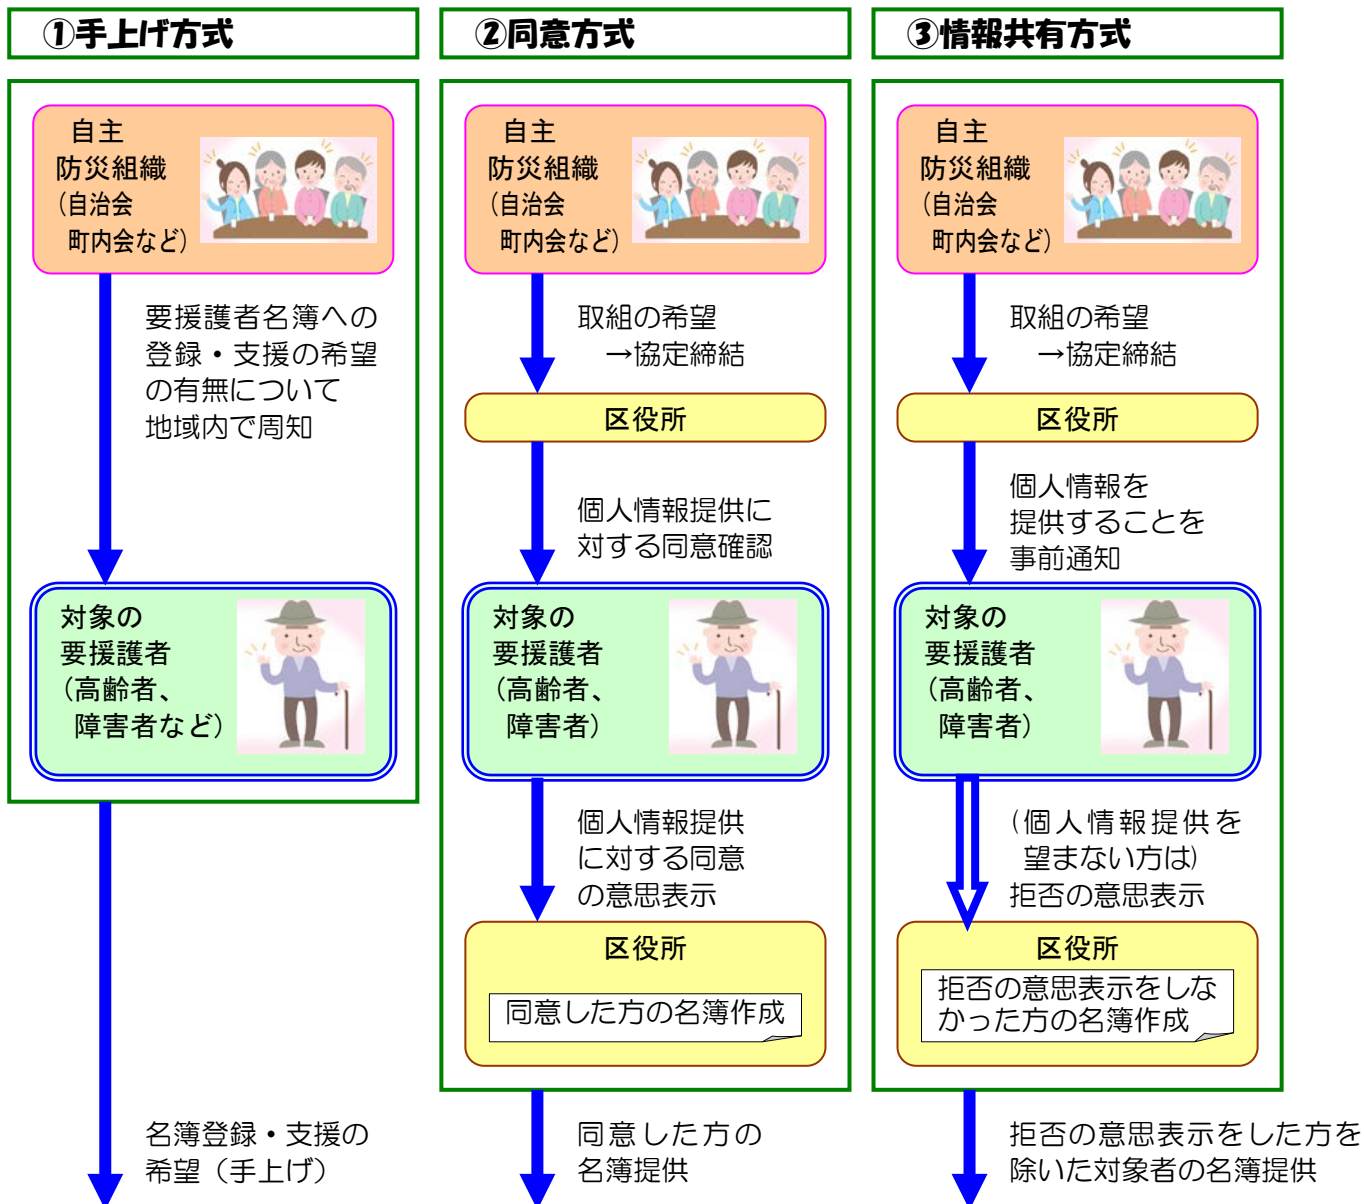 ①手上げ方式
自主
防災組織
(自治会
町内会など)
要援護者名簿への
登録・支援の希望
の有無について
地域内で周知
対象の
要援護者
(高齢者、
障害者など)
名簿登録・支援の
希望（手上げ）
②同意方式
自主
防災組織
(自治会
町内会など)
取組の希望
→協定締結
区役所
個人情報提供に
対する同意確認
対象の
要援護者
(高齢者、
障害者)
個人情報提供
に対する同意
の意思表示
区役所
同意した方の名簿作成
同意した方の
名簿提供
③情報共有方式
自主
防災組織
(自治会
町内会など)
取組の希望
→協定締結
区役所
個人情報を
提供することを
事前通知
対象の
要援護者
(高齢者、
障害者)
(個人情報提供を
望まない方は)
拒否の意思表示
区役所
拒否の意思表示をしな
かった方の名簿作成
拒否の意思表示をした方を
除いた対象者の名簿提供